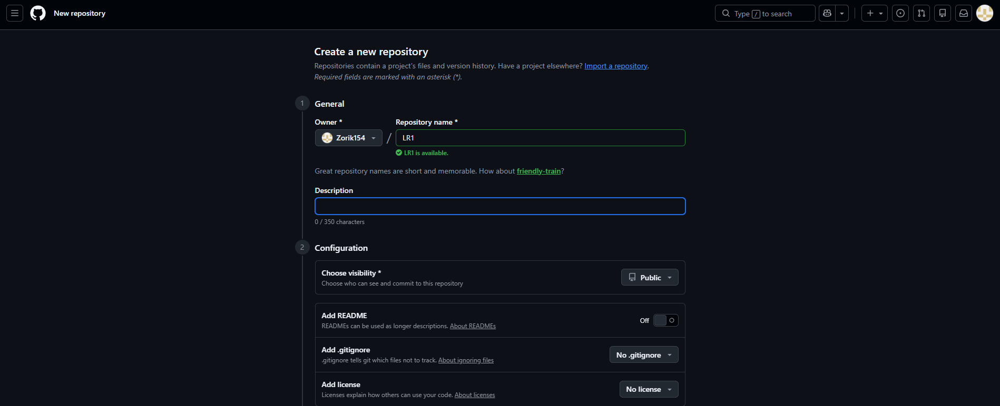 New repository
Type / to search
Create a new repository
Repositories contain a project's files and version history. Have a project elsewhere? Import a repository.
Required fields are marked with an asterisk (*).
1 General
Owner * Repository name *
Zorik154 / LR1
LR1 is available.
Great repository names are short and memorable. How about friendly-train?
Description
0 / 350 characters
2 Configuration
Choose visibility *
Choose who can see and commit to this repository
Public
Add README
READMEs can be used as longer descriptions. About READMEs
Off
Add .gitignore
.gitignore tells git which files not to track. About ignoring files
No .gitignore
Add license
Licenses explain how others can use your code. About licenses
No license